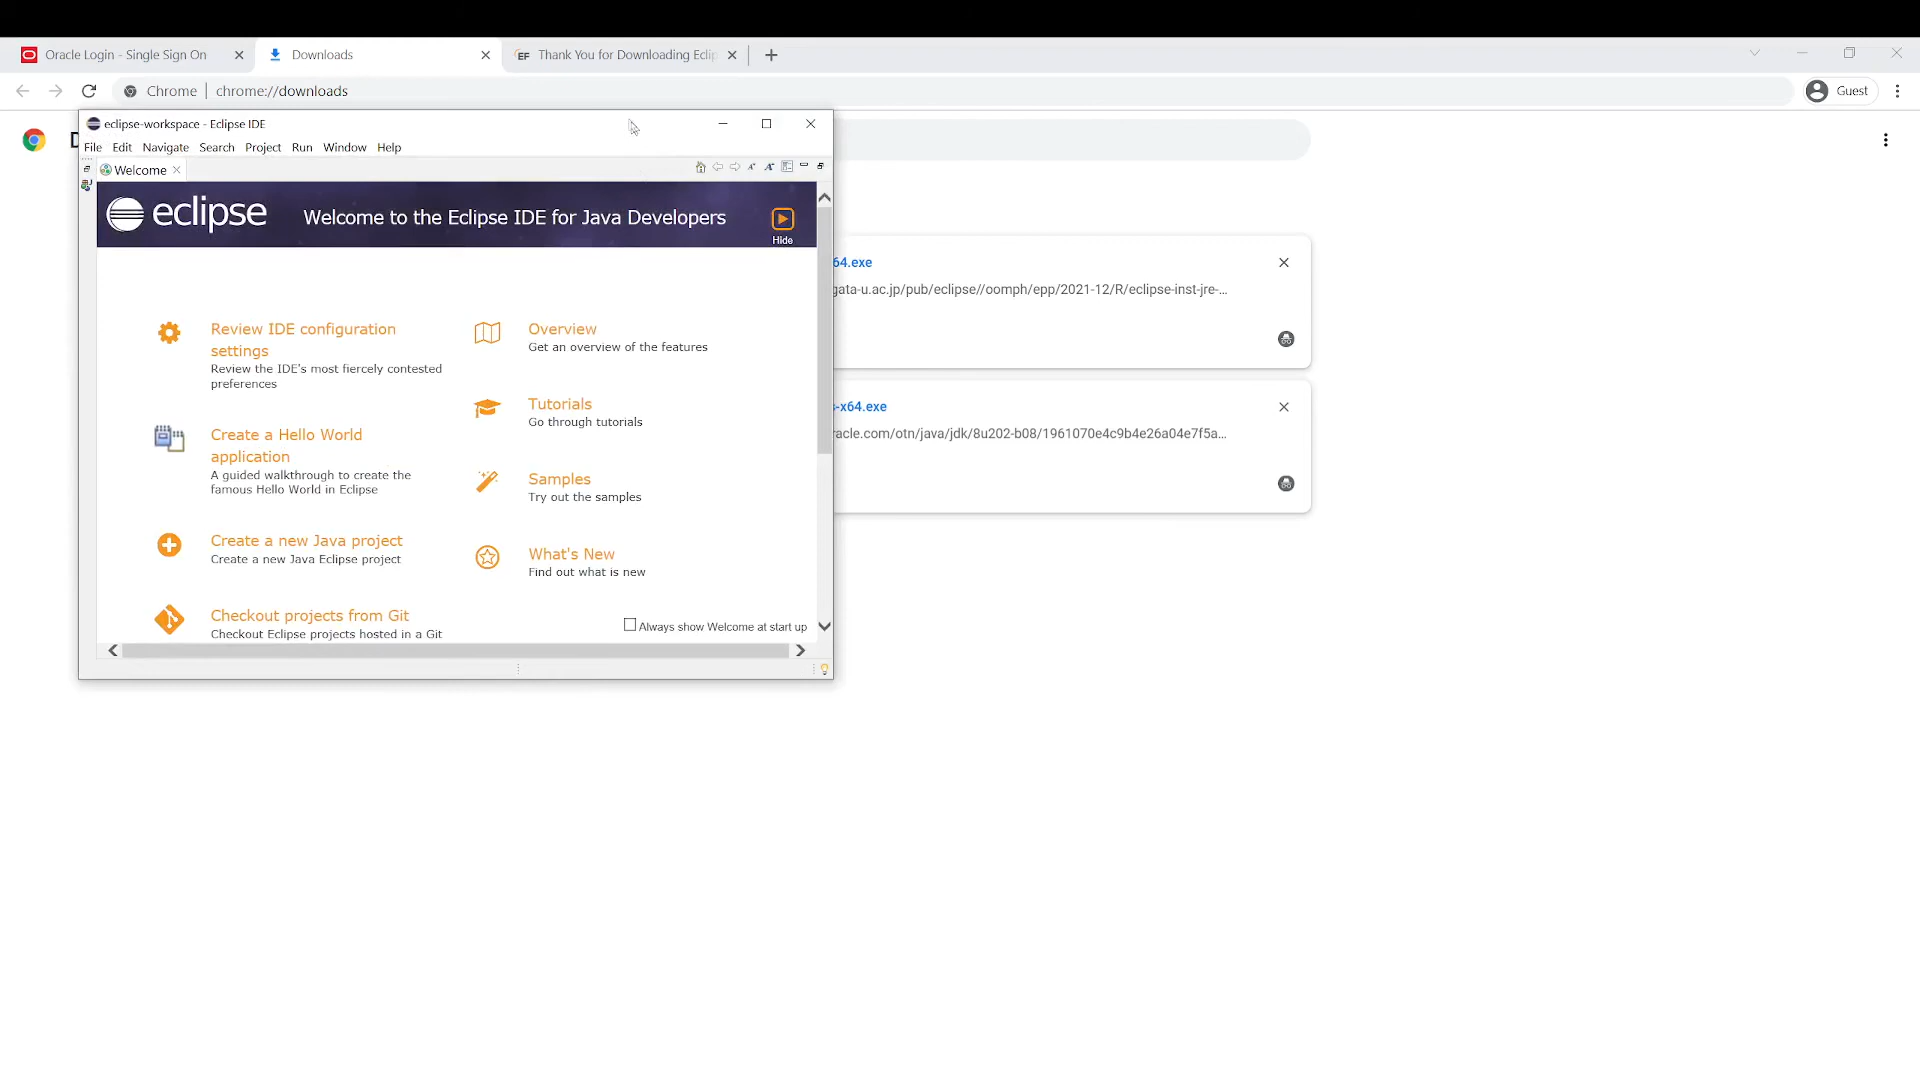 Oracle Login - Single Sign On
Downloads
Thank You for Downloading Eclip
Chrome
chrome://downloads
Guest
eclipse-workspace - Eclipse IDE
File Edit Navigate Search Project Run Window Help
Welcome
eclipse
Welcome to the Eclipse IDE for Java Developers
Hide
Review IDE configuration
settings
Review the IDE's most fiercely contested
preferences
Create a Hello World
application
A guided walkthrough to create the
famous Hello World in Eclipse
Create a new Java project
Create a new Java Eclipse project
Checkout projects from Git
Checkout Eclipse projects hosted in a Git
Overview
Get an overview of the features
Tutorials
Go through tutorials
Samples
Try out the samples
What's New
Find out what is new
Always show Welcome at start up
64.exe
gata-u.ac.jp/pub/eclipse//oomph/epp/2021-12/R/eclipse-inst-jre-...
s-x64.exe
racle.com/otn/java/jdk/8u202-b08/1961070e4c9b4e26a04e7f5a...